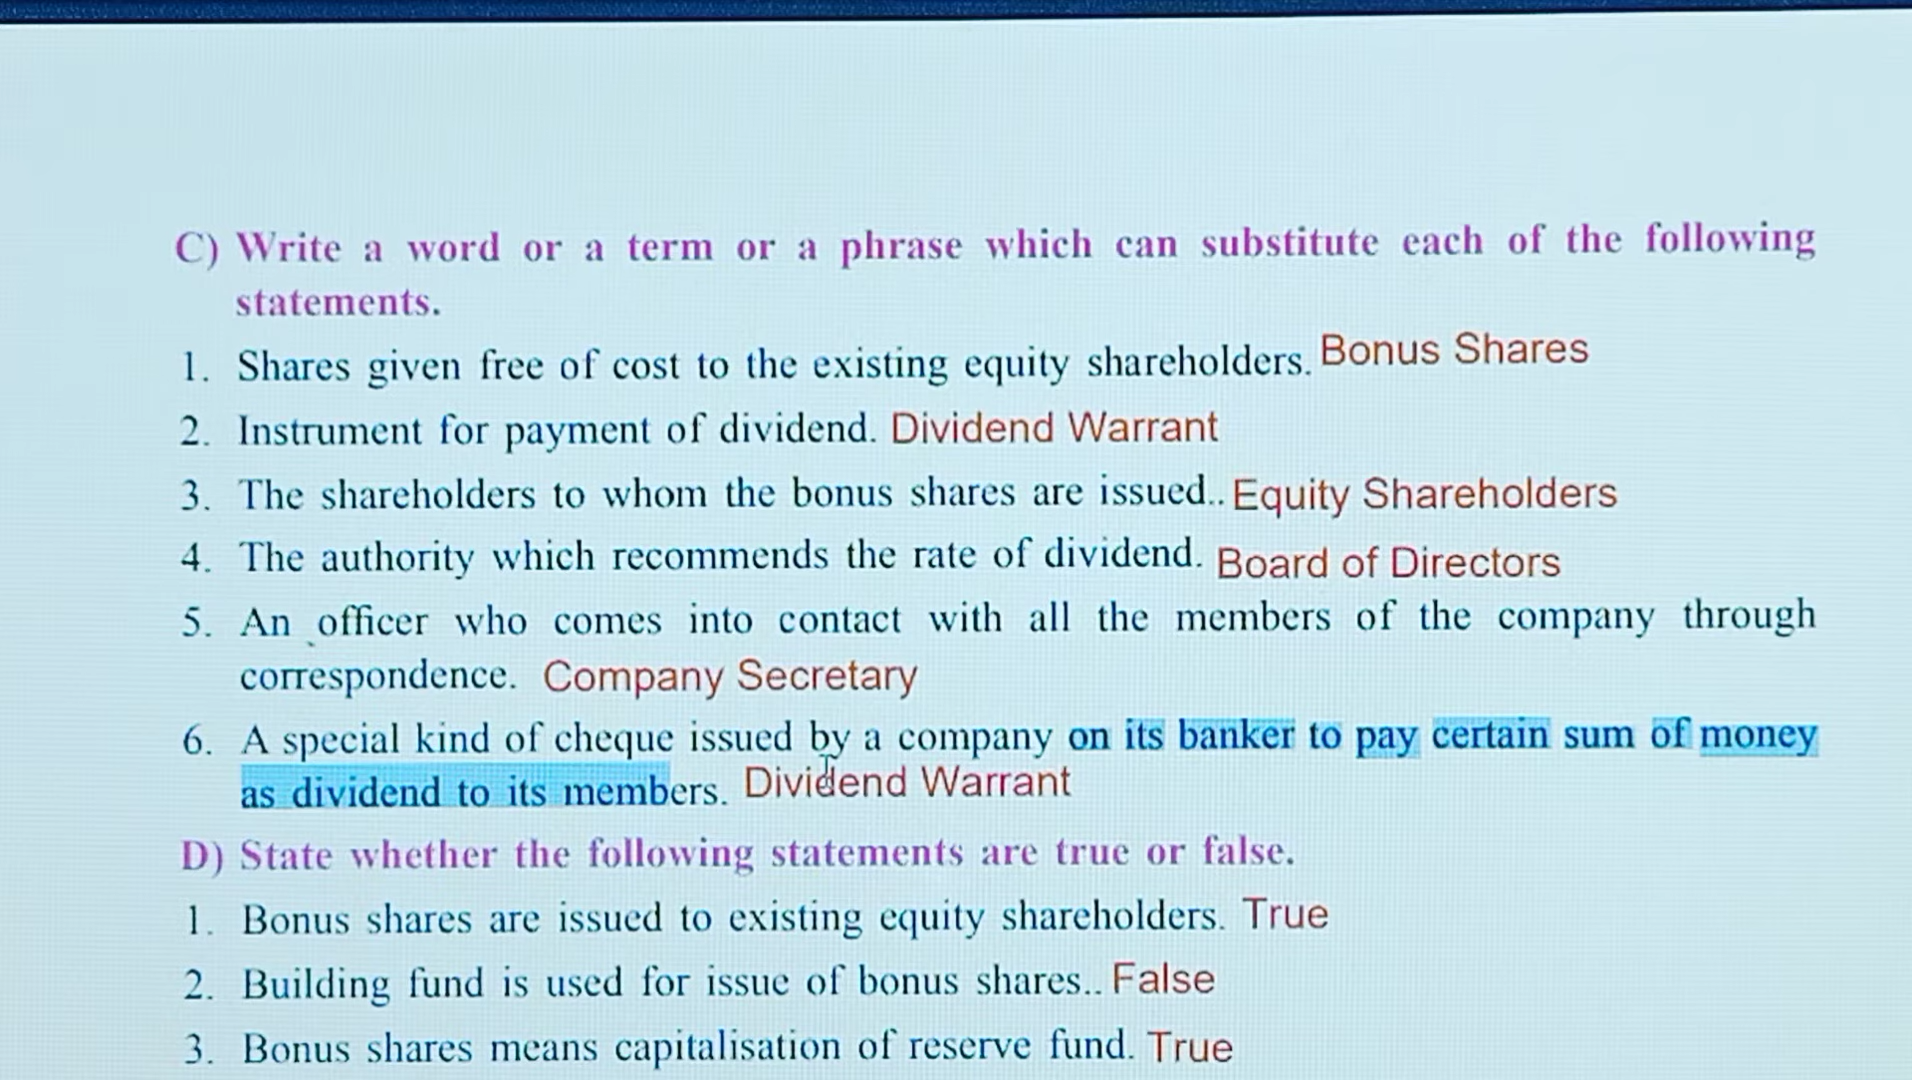 C) Write a word or a term or a phrase which can substitute each of the following
statements.
1. Shares given free of cost to the existing equity shareholders. Bonus Shares
2. Instrument for payment of dividend. Dividend Warrant
3. The shareholders to whom the bonus shares are issued.. Equity Shareholders
4. The authority which recommends the rate of dividend. Board of Directors
5. An officer who comes into contact with all the members of the company through
correspondence. Company Secretary
6. A special kind of cheque issued by a company on its banker to pay certain sum of money
as dividend to its members. Dividend Warrant
D) State whether the following statements are true or false.
1. Bonus shares are issued to existing equity shareholders. True
2. Building fund is used for issue of bonus shares.. False
3. Bonus shares means capitalisation of reserve fund. True